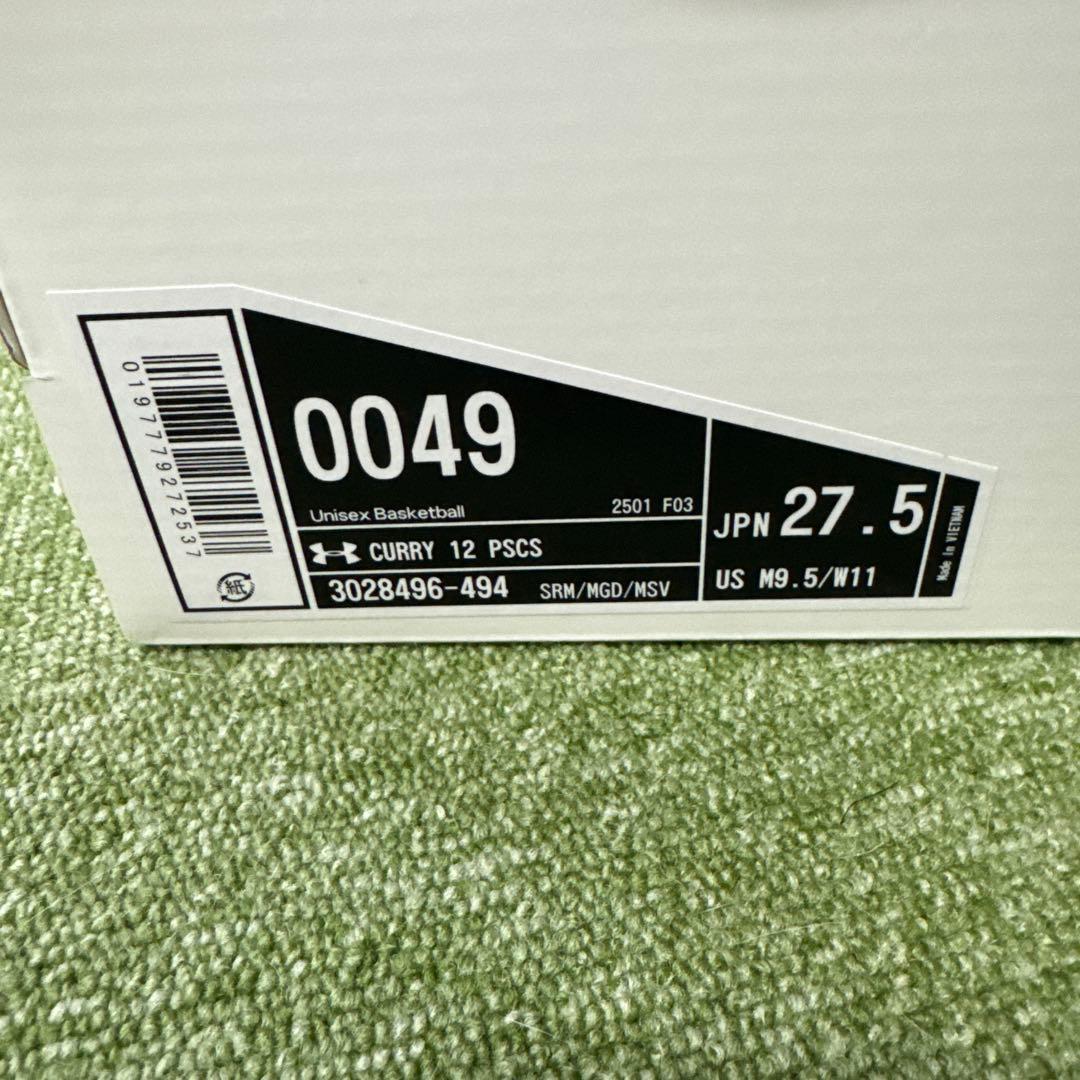 0197779272537
紙
0049
Unisex Basketball 2501 F03
CURRY 12 PSCS
3028496-494 SRM/MGD/MSV
JPN 27.5
US M9.5/W11
Made in VIETNAM